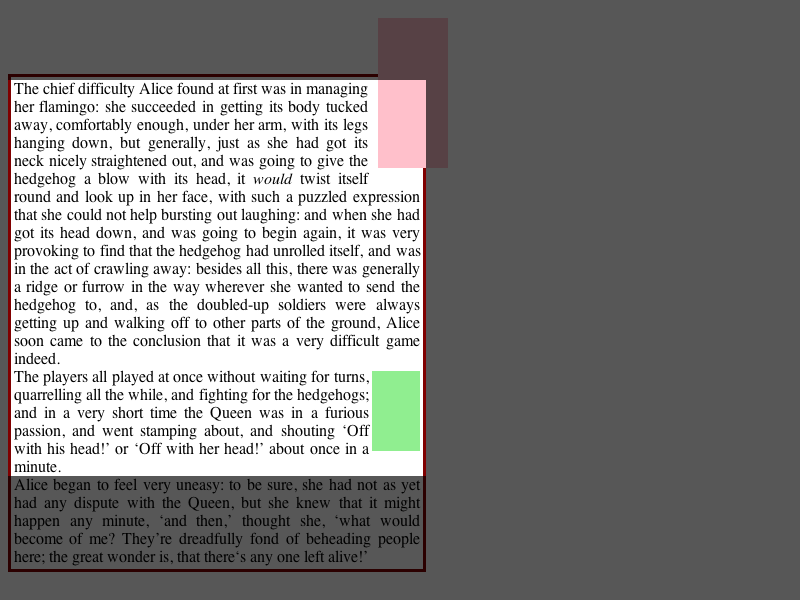 The chief difficulty Alice found at first was in managing
her flamingo: she succeeded in getting its body tucked
away, comfortably enough, under her arm, with its legs
hanging down, but generally, just as she had got its
neck nicely straightened out, and was going to give the
hedgehog a blow with its head, it would twist itself
round and look up in her face, with such a puzzled expression
that she could not help bursting out laughing: and when she had
got its head down, and was going to begin again, it was very
provoking to find that the hedgehog had unrolled itself, and was
in the act of crawling away: besides all this, there was generally
a ridge or furrow in the way wherever she wanted to send the
hedgehog to, and, as the doubled-up soldiers were always
getting up and walking off to other parts of the ground, Alice
soon came to the conclusion that it was a very difficult game
indeed.
The players all played at once without waiting for turns,
quarrelling all the while, and fighting for the hedgehogs;
and in a very short time the Queen was in a furious
passion, and went stamping about, and shouting ‘Off
with his head!’ or ‘Off with her head!’ about once in a
minute.
Alice began to feel very uneasy: to be sure, she had not as yet
had any dispute with the Queen, but she knew that it might
happen any minute, ‘and then,’ thought she, ‘what would
become of me? They’re dreadfully fond of beheading people
here; the great wonder is, that there‘s any one left alive!’